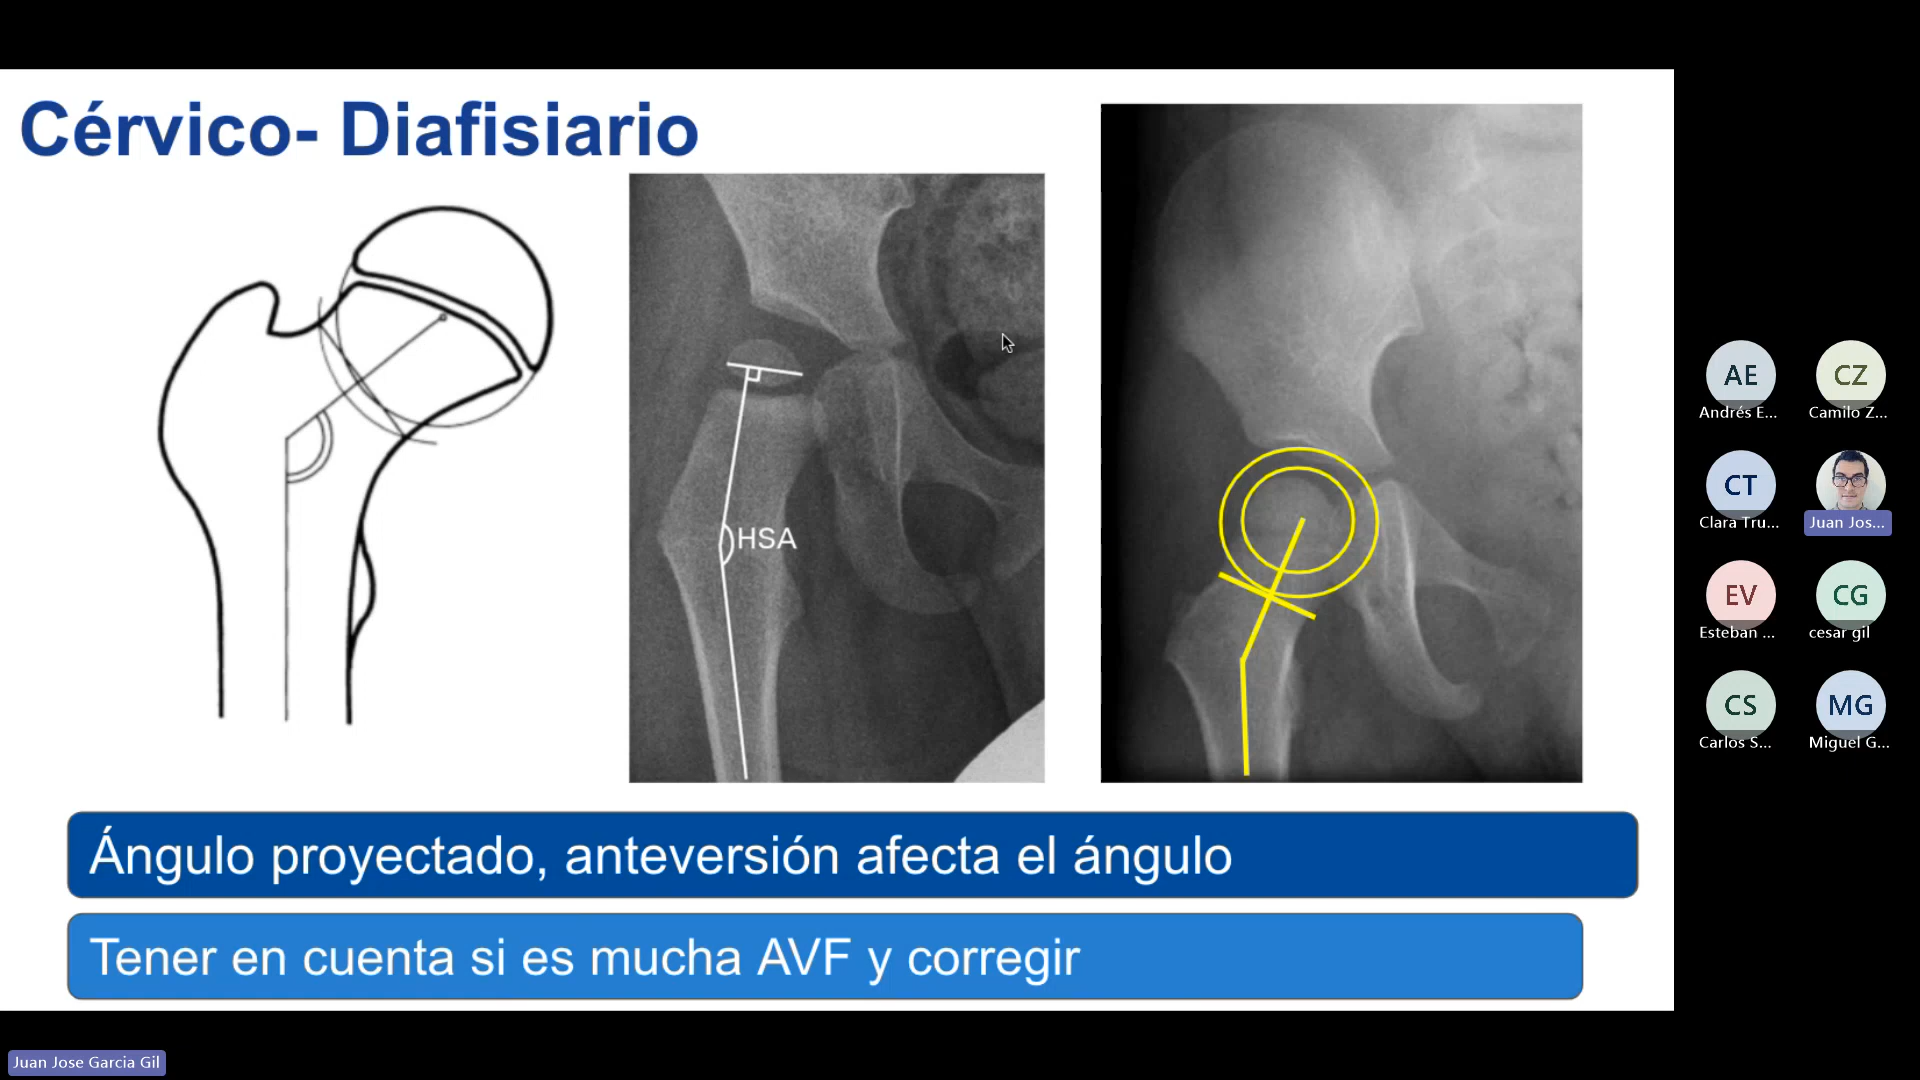 Cérvico- Diafisiario
HSA
Ángulo proyectado, anteversión afecta el ángulo
Tener en cuenta si es mucha AVF y corregir
AE
Andrés E...
CZ
Camilo Z...
CT
Clara Tru...
Juan Jos...
EV
Esteban ...
CG
cesar gil
CS
Carlos S...
MG
Miguel G...
Juan Jose Garcia Gil